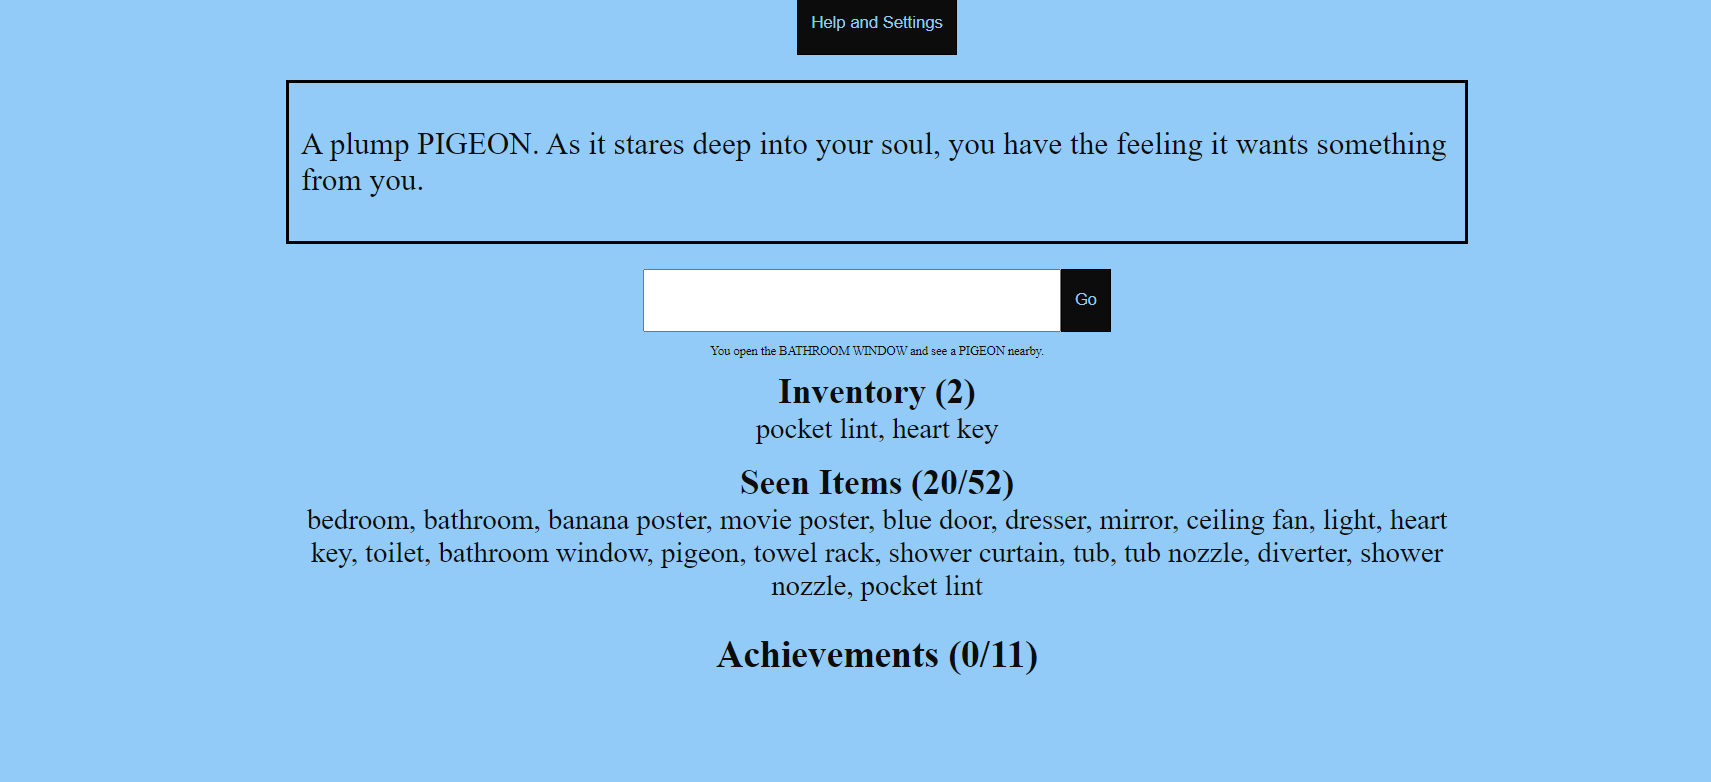 Help and Settings
A plump PIGEON. As it stares deep into your soul, you have the feeling it wants something
from you.
Go
You open the BATHROOM WINDOW and see a PIGEON nearby.
Inventory (2)
pocket lint, heart key
Seen Items (20/52)
bedroom, bathroom, banana poster, movie poster, blue door, dresser, mirror, ceiling fan, light, heart
key, toilet, bathroom window, pigeon, towel rack, shower curtain, tub, tub nozzle, diverter, shower
nozzle, pocket lint
Achievements (0/11)